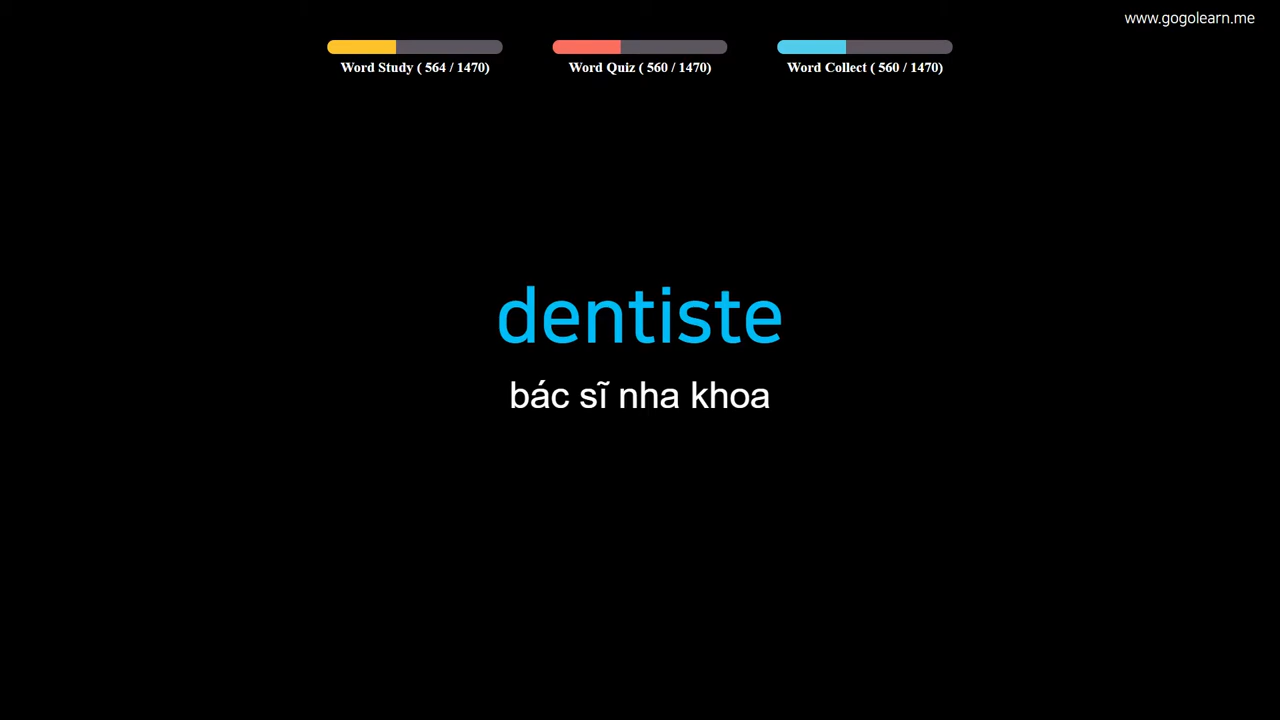 www.gogolearn.me
Word Study ( 564 / 1470)
Word Quiz ( 560 / 1470)
Word Collect ( 560 / 1470)
dentiste
bác sĩ nha khoa